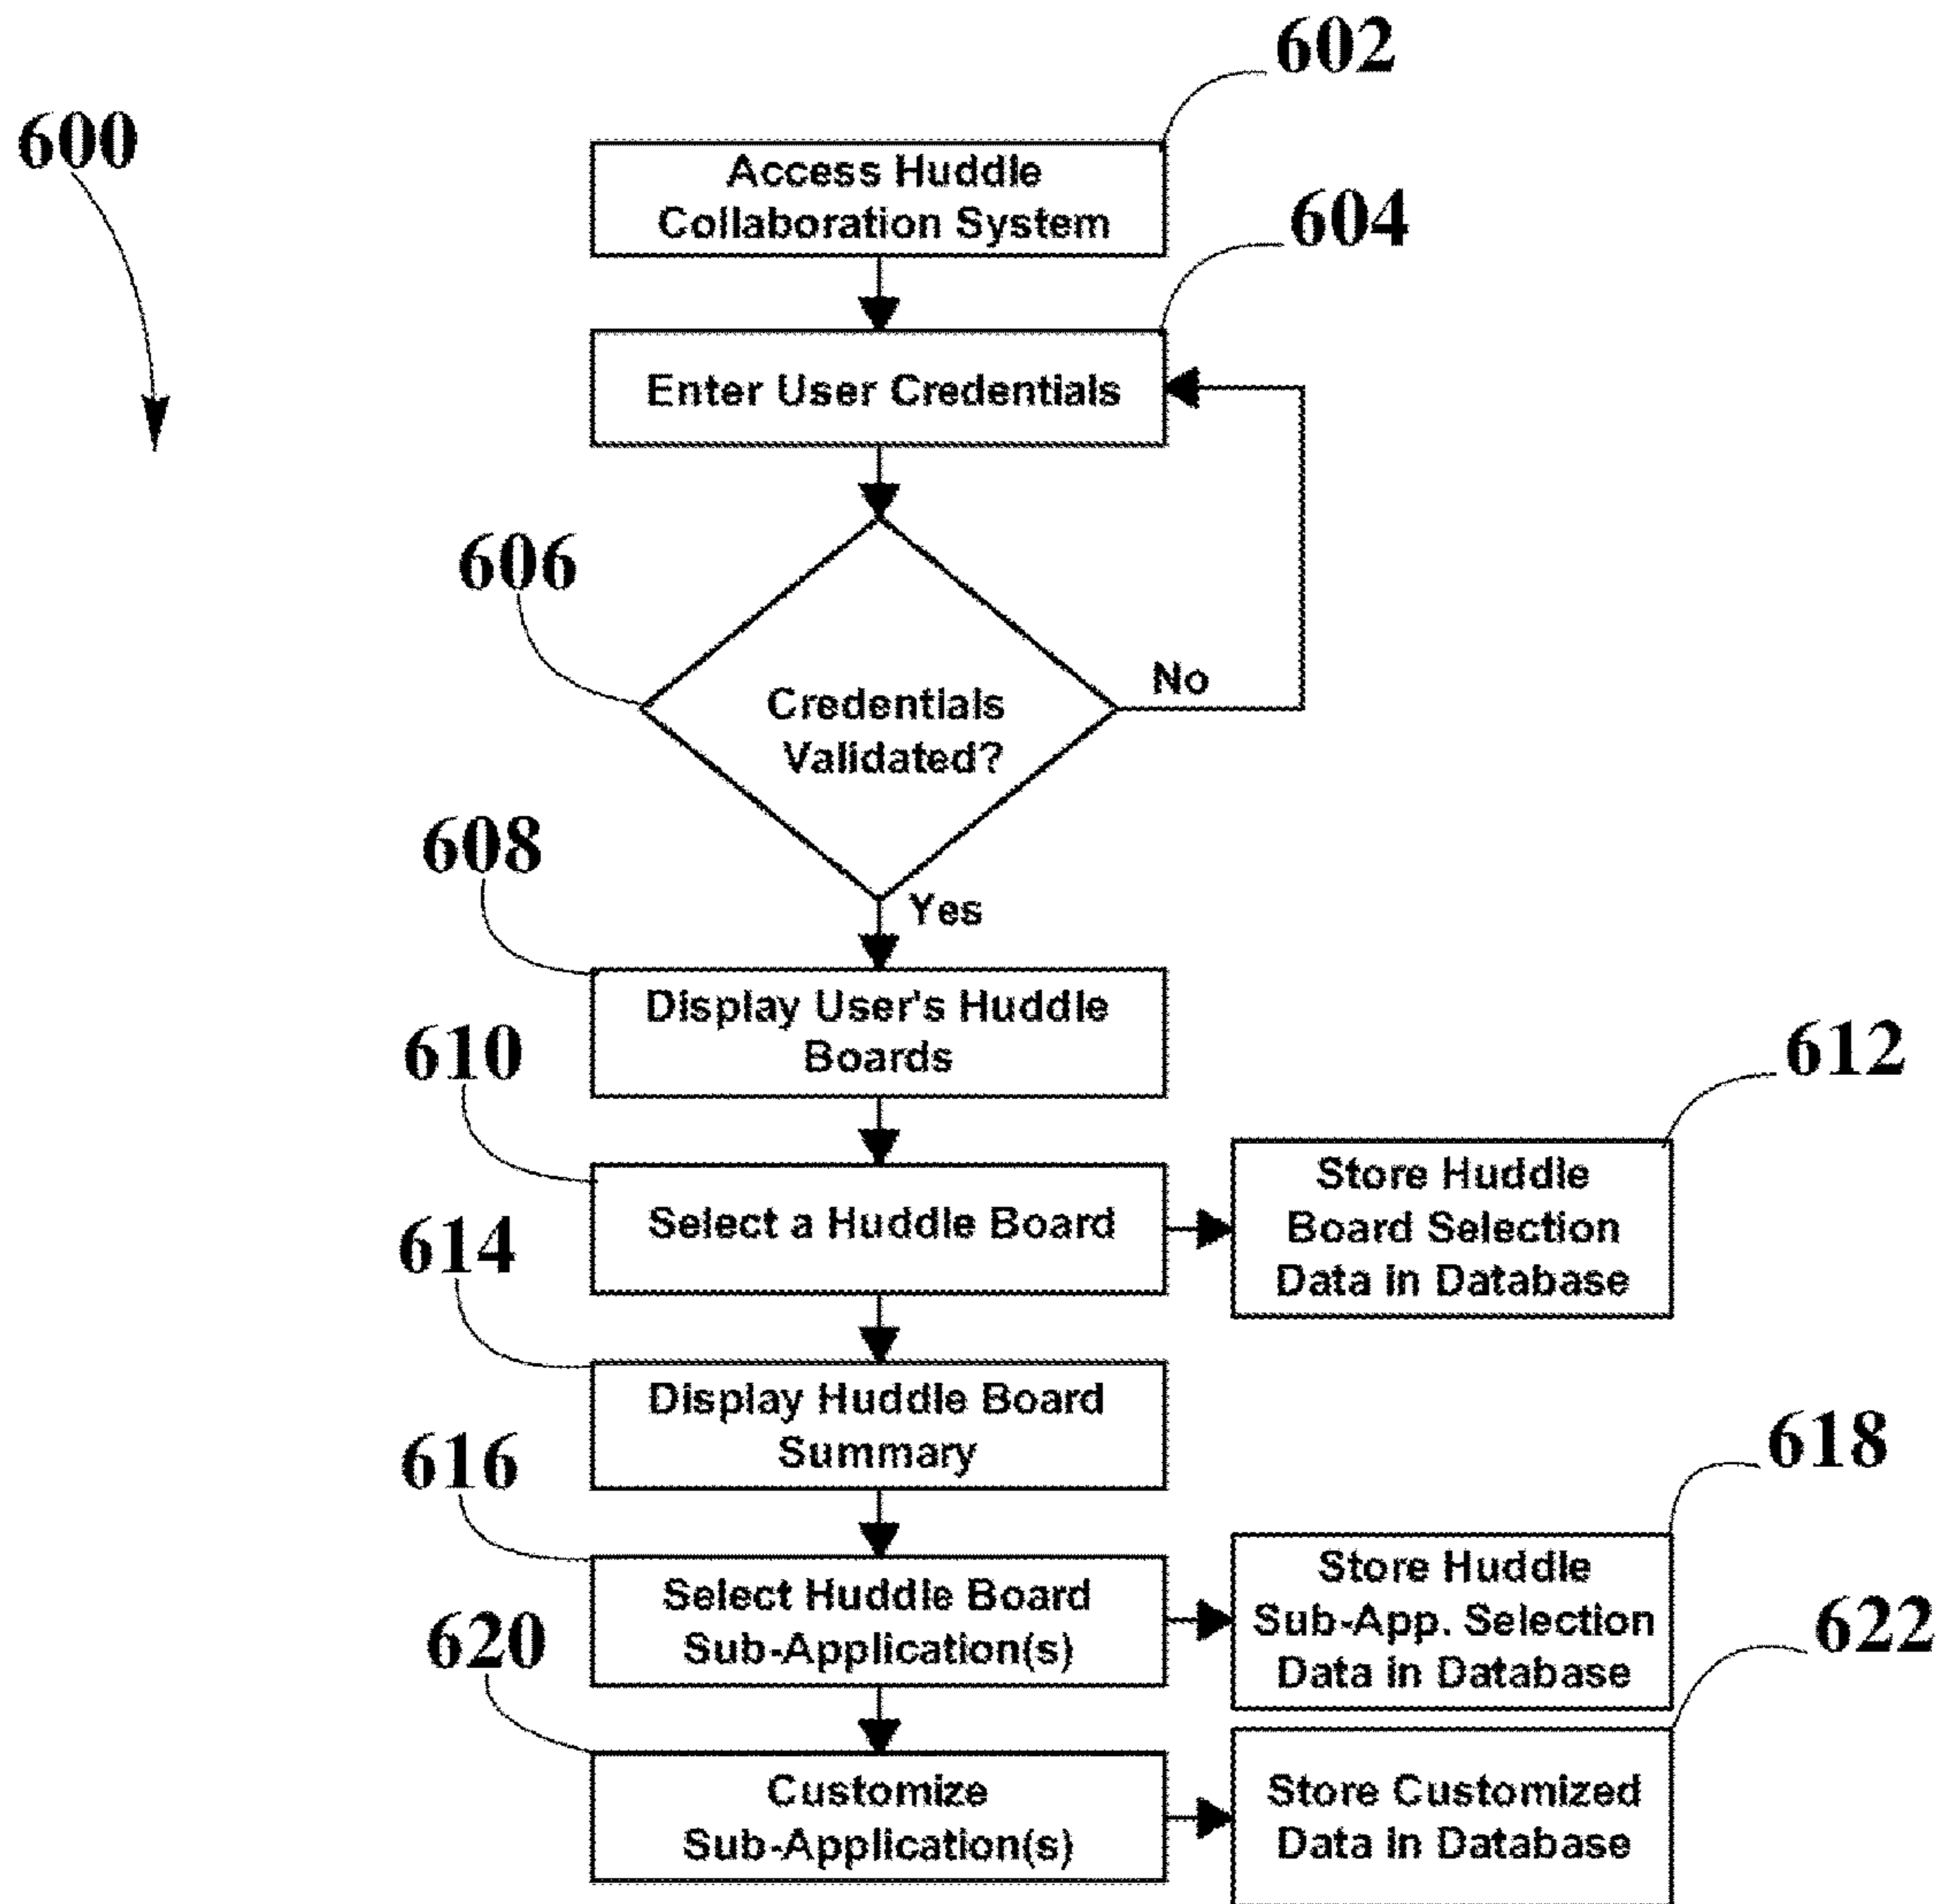 602
600
Access Huddle
Collaboration System
604
Enter User Credentials
606
No
Credentials
Validated?
608
Yes
Display User's Huddle
Boards
610
612
Select a Huddle Board
Store Huddle
Board Selection
Data in Database
614
Display Huddle Board
Summary
616
618
Select Huddle Board
Sub-Application(s)
Store Huddle
Sub-App. Selection
Data in Database
620
622
Customize
Sub-Application(s)
Store Customized
Data in Database